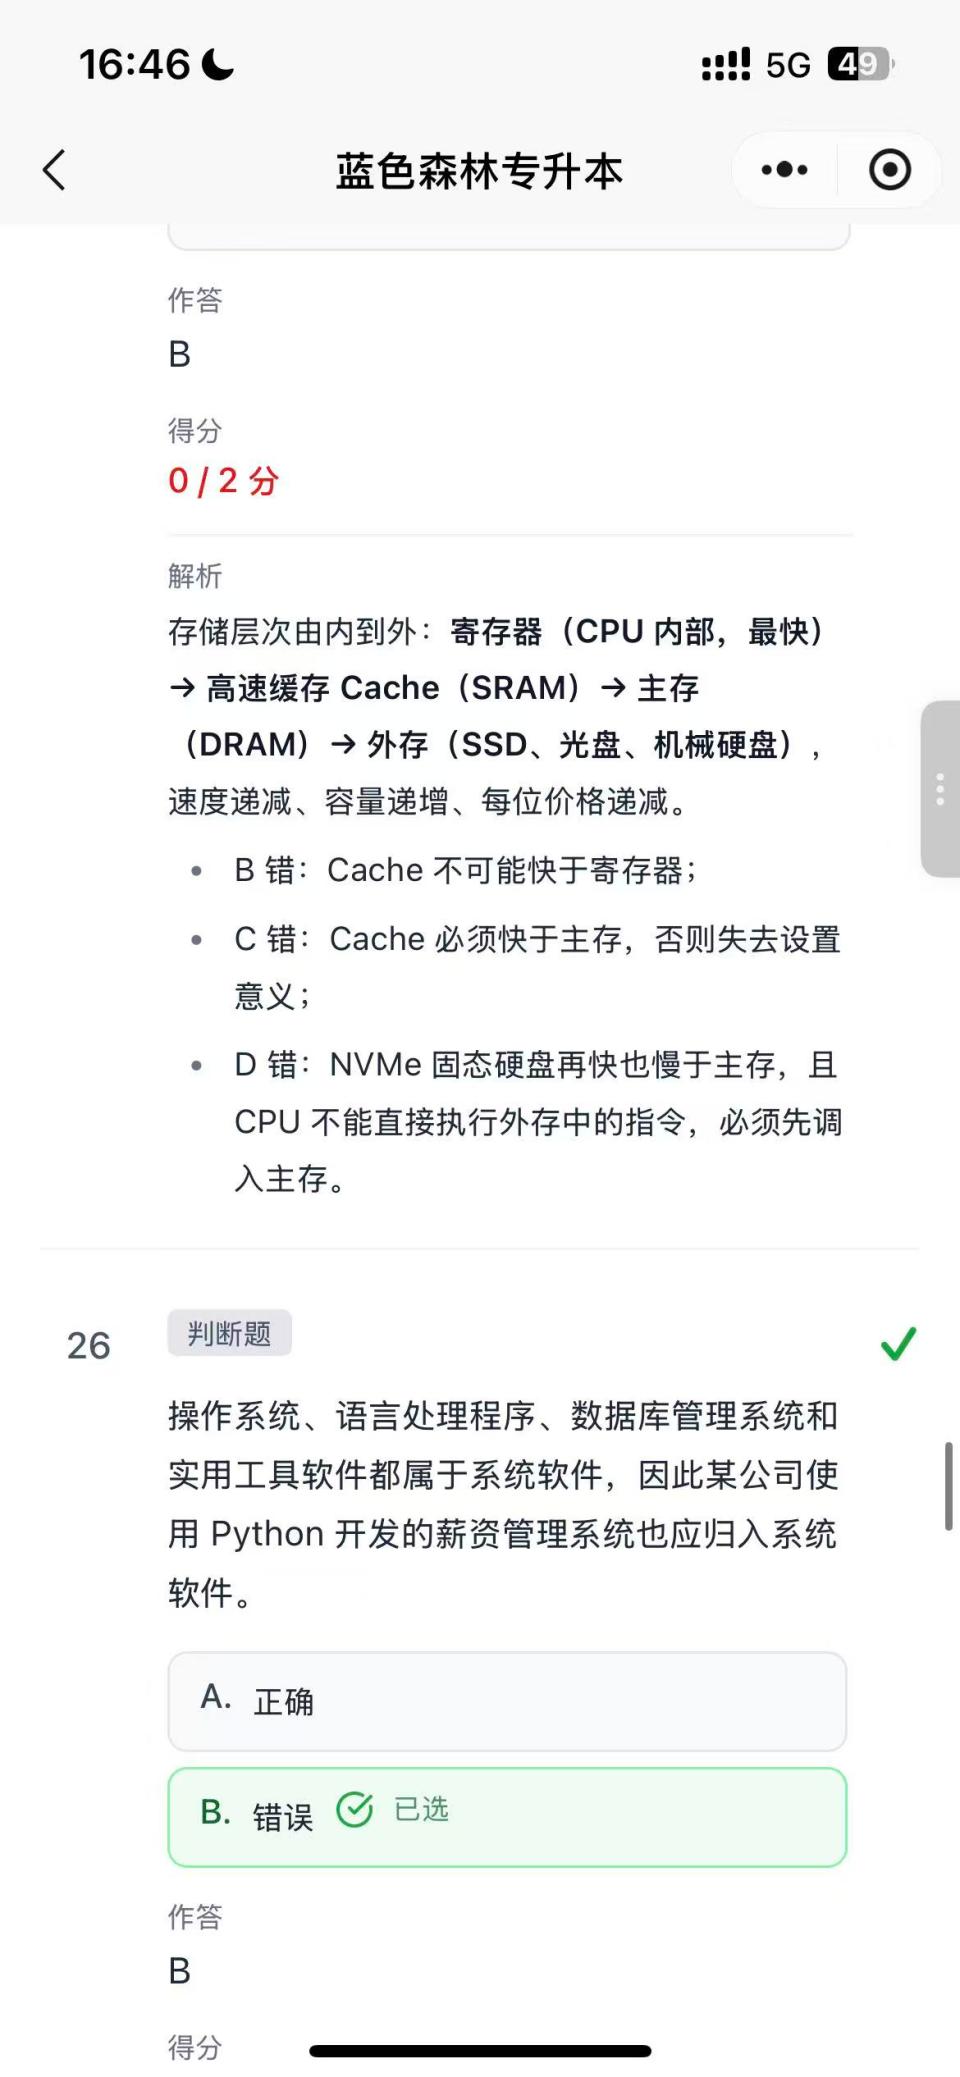 16:46
5G 49
蓝色森林专升本
作答
B
得分
0 / 2 分
解析
存储层次由内到外：寄存器（CPU 内部，最快）
→ 高速缓存 Cache（SRAM）→ 主存
（DRAM）→ 外存（SSD、光盘、机械硬盘），
速度递减、容量递增、每位价格递减。
• B 错：Cache 不可能快于寄存器；
• C 错：Cache 必须快于主存，否则失去设置
意义；
• D 错：NVMe 固态硬盘再快也慢于主存，且
CPU 不能直接执行外存中的指令，必须先调
入主存。
26
判断题
操作系统、语言处理程序、数据库管理系统和
实用工具软件都属于系统软件，因此某公司使
用 Python 开发的薪资管理系统也应归入系统
软件。
A. 正确
B. 错误 已选
作答
B
得分